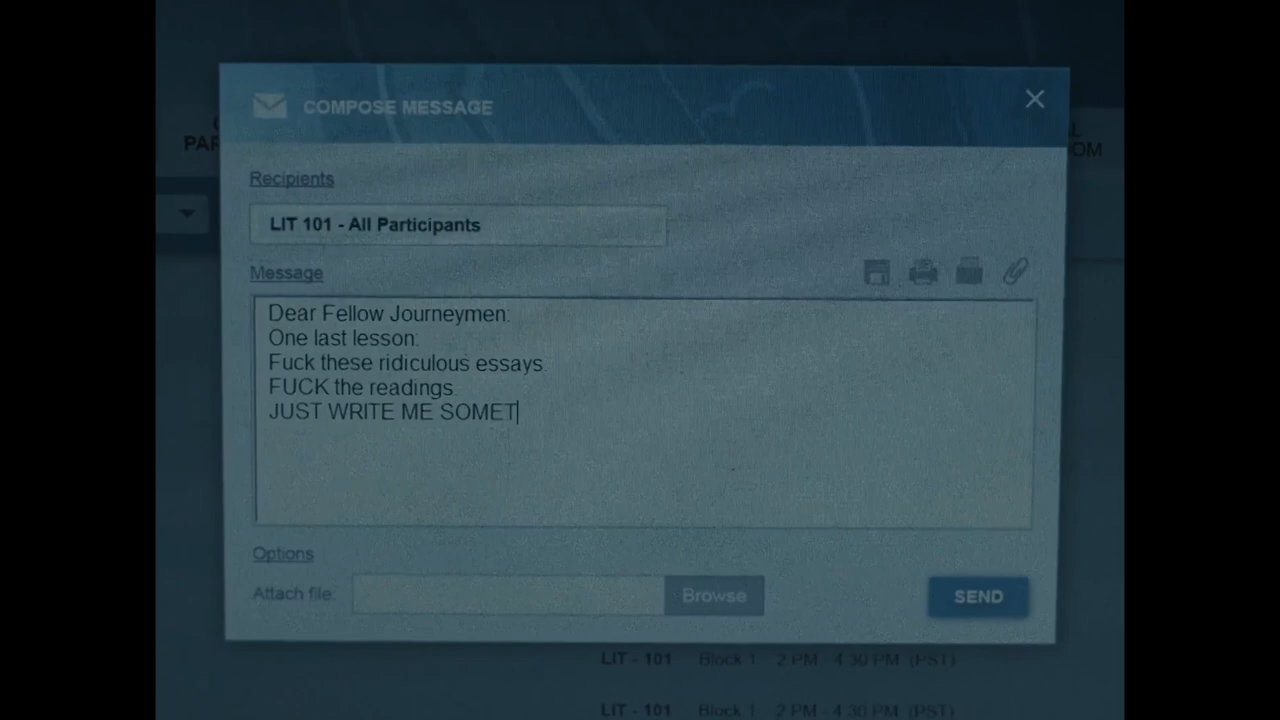 COMPOSE MESSAGE
PAR
OM
Recipients
LIT 101 - All Participants
Message
Dear Fellow Journeymen:
One last lesson:
Fuck these ridiculous essays.
FUCK the readings.
JUST WRITE ME SOMET
Options
Attach file:
Browse
SEND
LIT - 101 Block 1 2 PM - 4:30 PM (PST)
LIT - 101 Block 1 2 PM - 4:30 PM (PST)